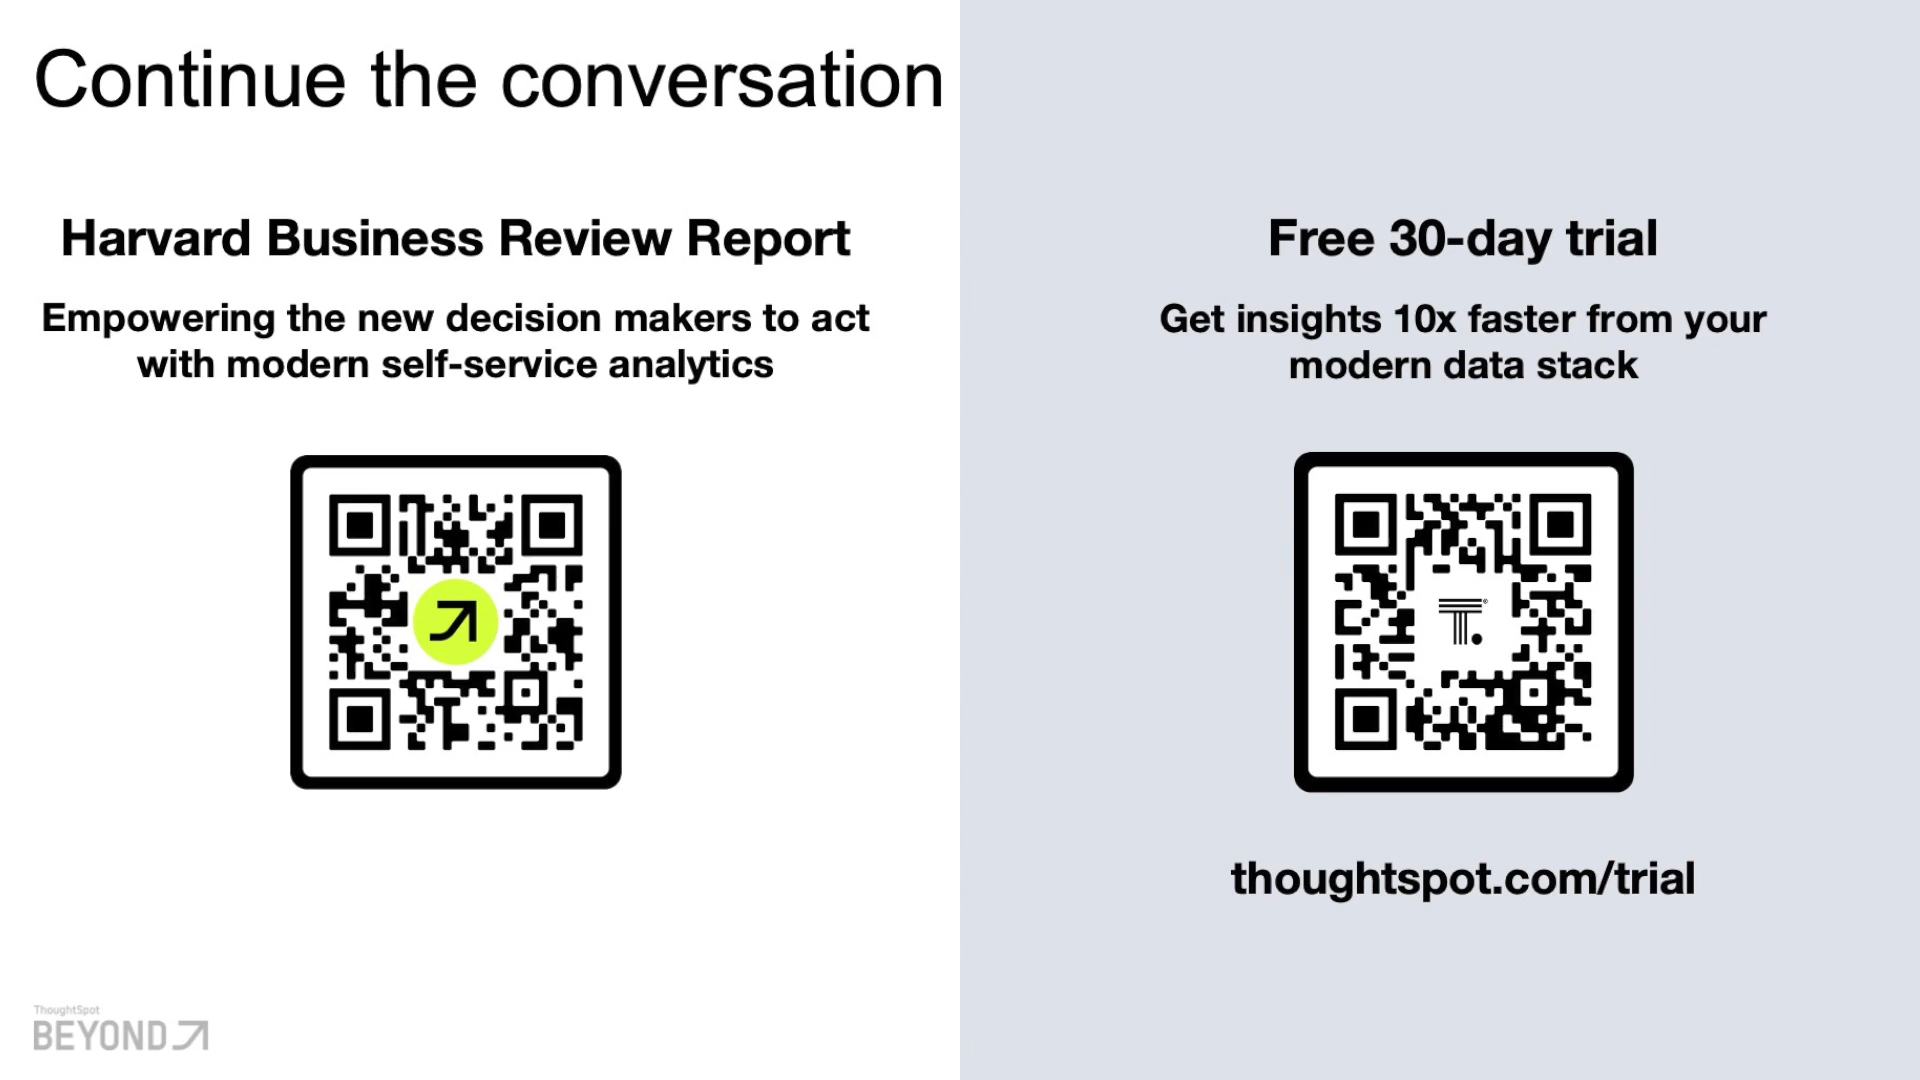 Continue the conversation
Harvard Business Review Report
Empowering the new decision makers to act
with modern self-service analytics
Free 30-day trial
Get insights 10x faster from your
modern data stack
T.
thoughtspot.com/trial
ThoughtSpot
BEYOND